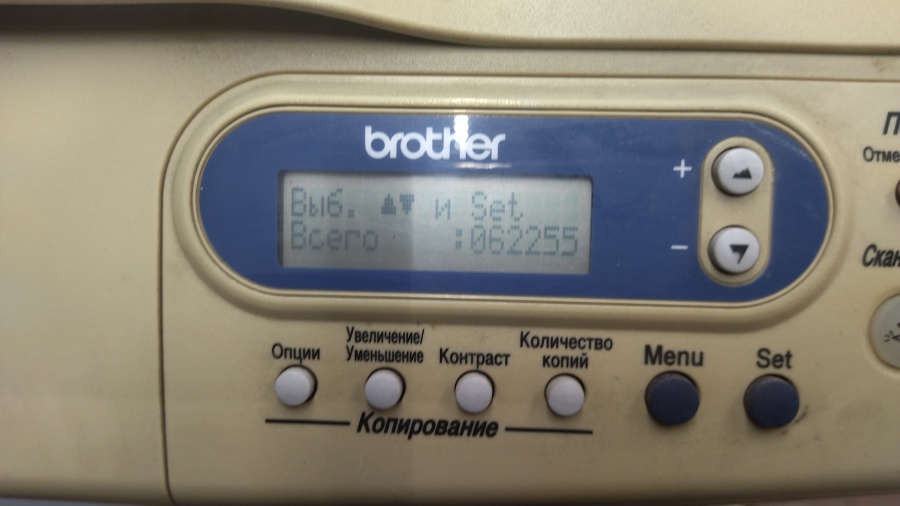 brother
Выб. ▲▼ и Set
Всего :062255
+
−
Опции
Увеличение/
Уменьшение
Контраст
Количество
копий
Menu
Set
Копирование